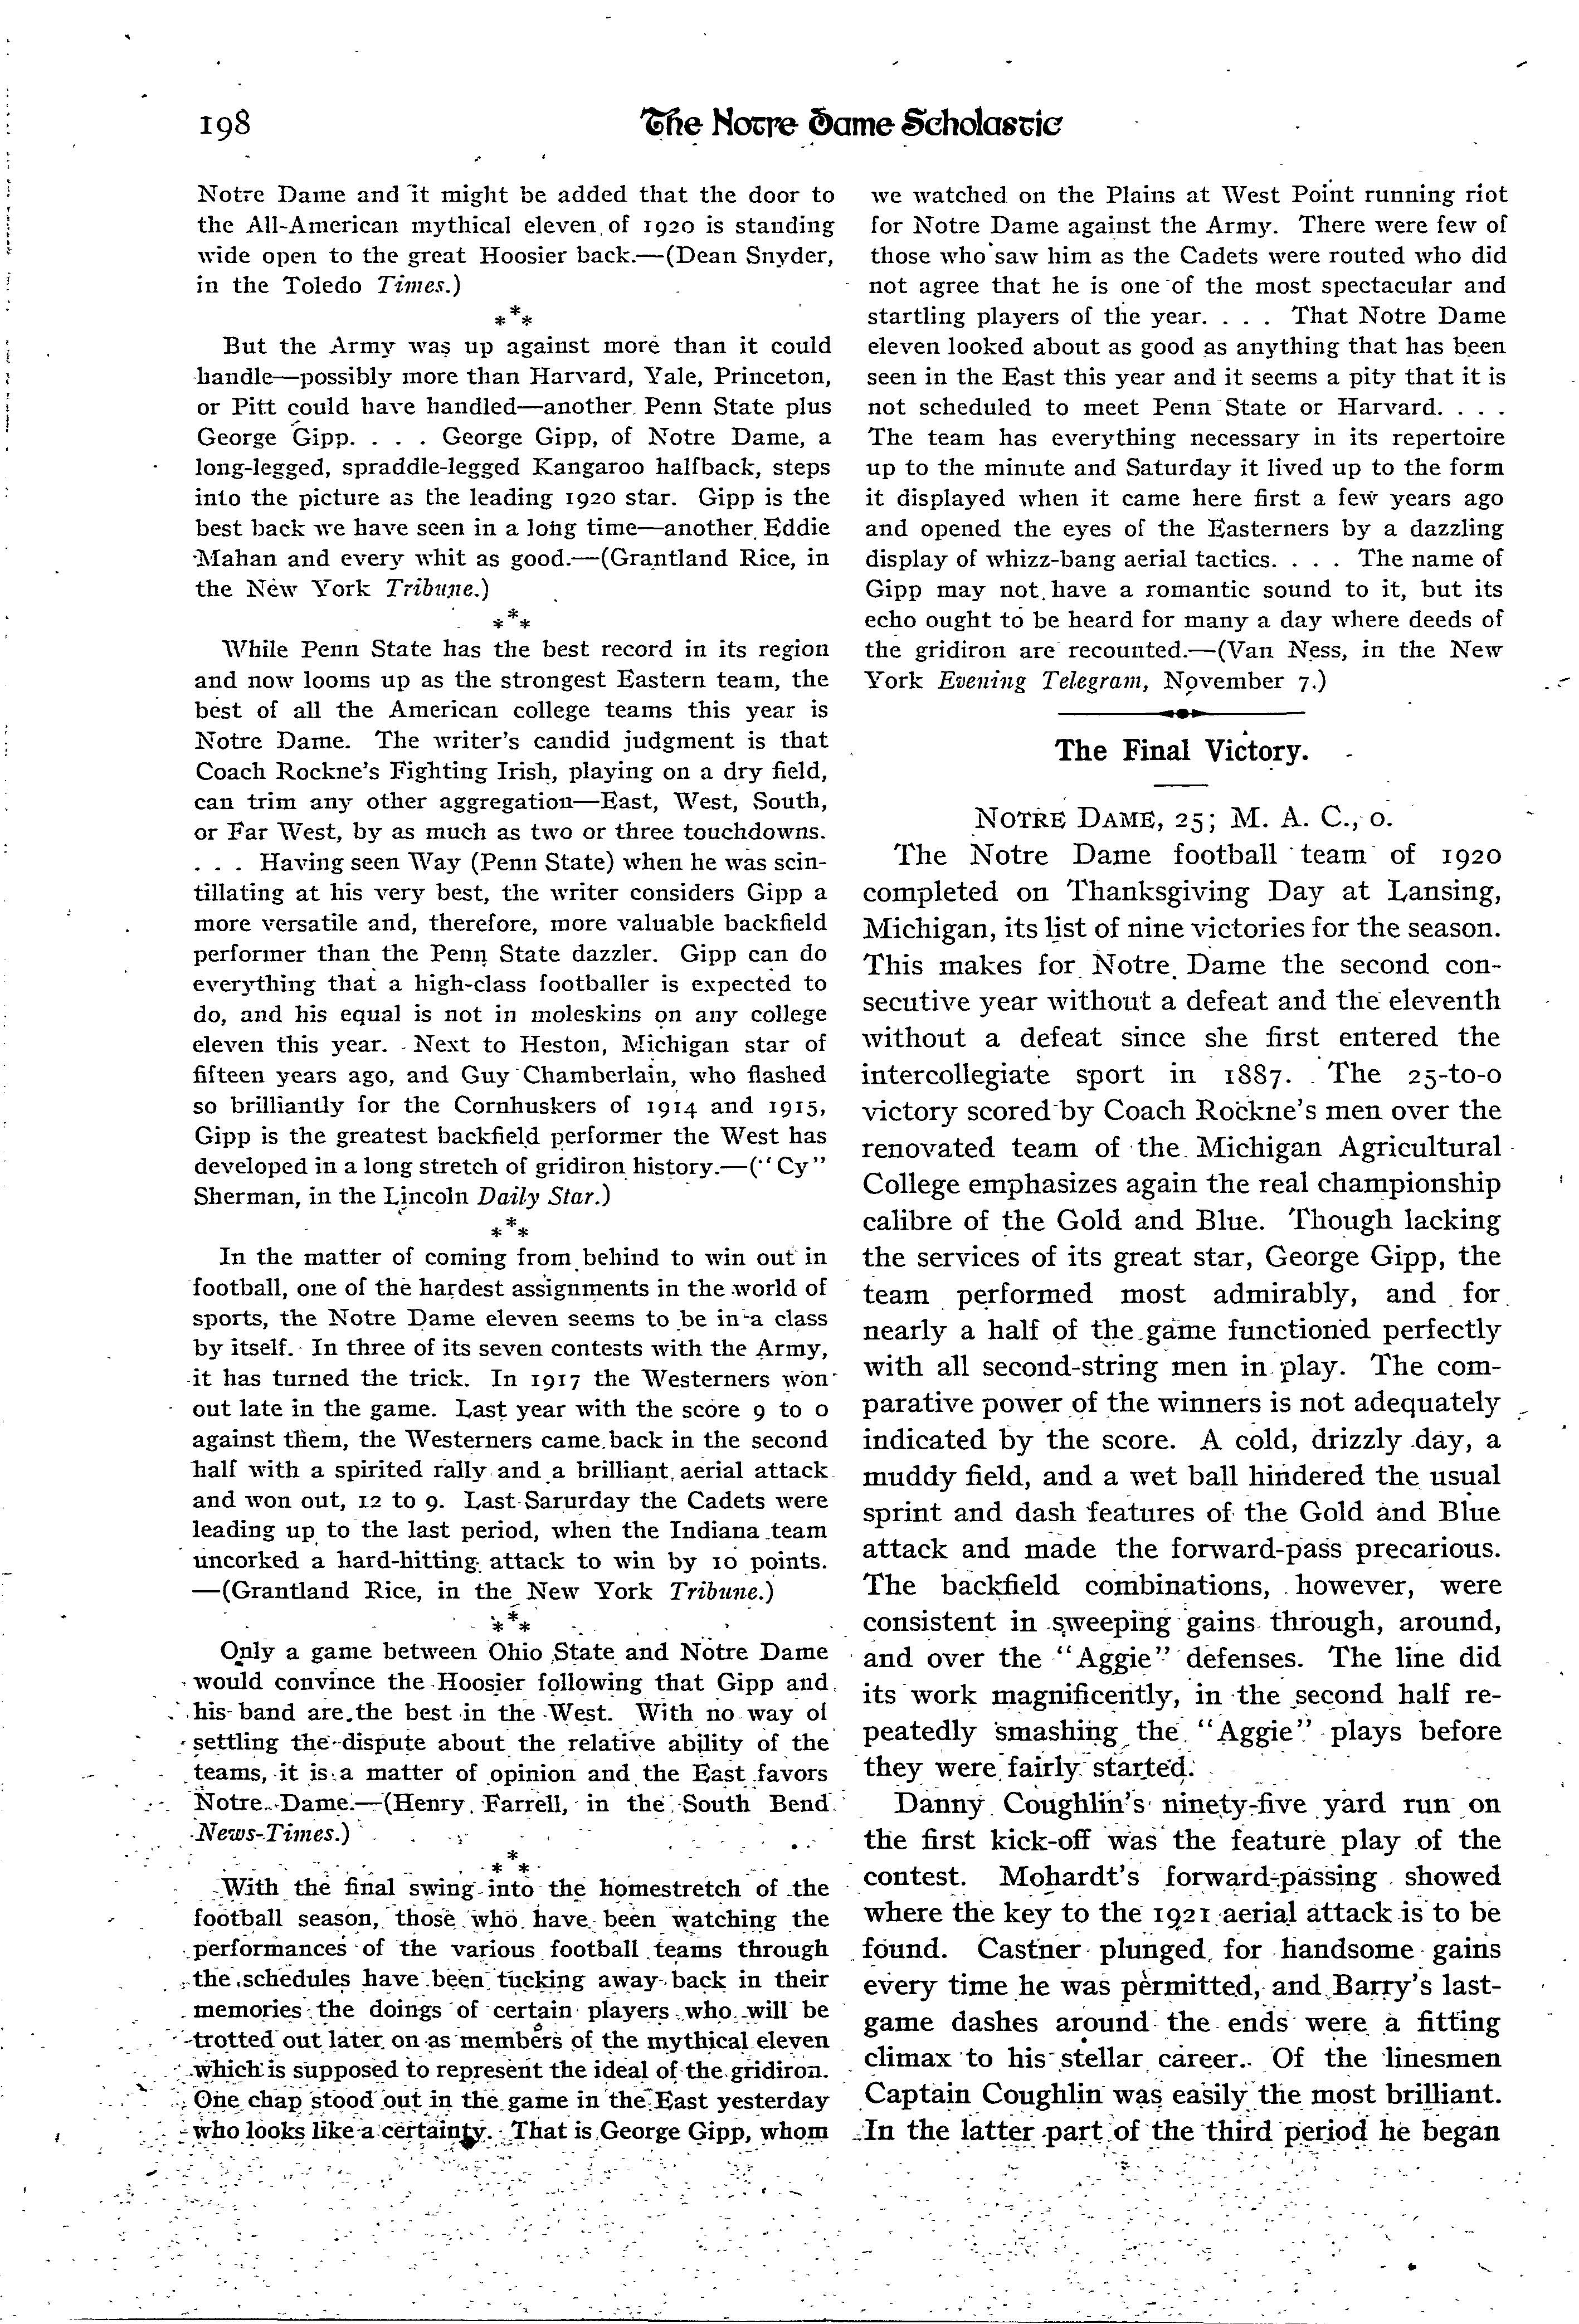 198
The Notre Dame Scholastic
Notre Dame and it might be added that the door to
the All-American mythical eleven of 1920 is standing
wide open to the great Hoosier back.—(Dean Snyder,
in the Toledo Times.)
***
But the Army was up against more than it could
handle—possibly more than Harvard, Yale, Princeton,
or Pitt could have handled—another Penn State plus
George Gipp. . . . George Gipp, of Notre Dame, a
long-legged, spraddle-legged Kangaroo halfback, steps
into the picture as the leading 1920 star. Gipp is the
best back we have seen in a long time—another Eddie
Mahan and every whit as good.—(Grantland Rice, in
the New York Tribune.)
***
While Penn State has the best record in its region
and now looms up as the strongest Eastern team, the
best of all the American college teams this year is
Notre Dame. The writer's candid judgment is that
Coach Rockne's Fighting Irish, playing on a dry field,
can trim any other aggregation—East, West, South,
or Far West, by as much as two or three touchdowns.
. . . Having seen Way (Penn State) when he was scin-
tillating at his very best, the writer considers Gipp a
more versatile and, therefore, more valuable backfield
performer than the Penn State dazzler. Gipp can do
everything that a high-class footballer is expected to
do, and his equal is not in moleskins on any college
eleven this year. Next to Heston, Michigan star of
fifteen years ago, and Guy Chamberlain, who flashed
so brilliantly for the Cornhuskers of 1914 and 1915,
Gipp is the greatest backfield performer the West has
developed in a long stretch of gridiron history.—("Cy"
Sherman, in the Lincoln Daily Star.)
***
In the matter of coming from behind to win out in
football, one of the hardest assignments in the world of
sports, the Notre Dame eleven seems to be in a class
by itself. In three of its seven contests with the Army,
it has turned the trick. In 1917 the Westerners won
out late in the game. Last year with the score 9 to 0
against them, the Westerners came back in the second
half with a spirited rally and a brilliant aerial attack
and won out, 12 to 9. Last Sarurday the Cadets were
leading up to the last period, when the Indiana team
uncorked a hard-hitting attack to win by 10 points.
—(Grantland Rice, in the New York Tribune.)
***
Only a game between Ohio State and Notre Dame
would convince the Hoosier following that Gipp and
his band are the best in the West. With no way of
settling the dispute about the relative ability of the
teams, it is a matter of opinion and the East favors
Notre Dame.—(Henry Farrell, in the South Bend
News-Times.)
***
With the final swing into the homestretch of the
football season, those who have been watching the
performances of the various football teams through
the schedules have been tucking away back in their
memories the doings of certain players who will be
trotted out later on as members of the mythical eleven
which is supposed to represent the ideal of the gridiron.
One chap stood out in the game in the East yesterday
who looks like a certainty. That is George Gipp, whom
we watched on the Plains at West Point running riot
for Notre Dame against the Army. There were few of
those who saw him as the Cadets were routed who did
not agree that he is one of the most spectacular and
startling players of the year. . . . That Notre Dame
eleven looked about as good as anything that has been
seen in the East this year and it seems a pity that it is
not scheduled to meet Penn State or Harvard. . . .
The team has everything necessary in its repertoire
up to the minute and Saturday it lived up to the form
it displayed when it came here first a few years ago
and opened the eyes of the Easterners by a dazzling
display of whizz-bang aerial tactics. . . . The name of
Gipp may not have a romantic sound to it, but its
echo ought to be heard for many a day where deeds of
the gridiron are recounted.—(Van Ness, in the New
York Evening Telegram, November 7.)
The Final Victory.
NOTRE DAME, 25; M. A. C., 0.
The Notre Dame football team of 1920
completed on Thanksgiving Day at Lansing,
Michigan, its list of nine victories for the season.
This makes for Notre Dame the second con-
secutive year without a defeat and the eleventh
without a defeat since she first entered the
intercollegiate sport in 1887. The 25-to-0
victory scored by Coach Rockne's men over the
renovated team of the Michigan Agricultural
College emphasizes again the real championship
calibre of the Gold and Blue. Though lacking
the services of its great star, George Gipp, the
team performed most admirably, and for
nearly a half of the game functioned perfectly
with all second-string men in play. The com-
parative power of the winners is not adequately
indicated by the score. A cold, drizzly day, a
muddy field, and a wet ball hindered the usual
sprint and dash features of the Gold and Blue
attack and made the forward-pass precarious.
The backfield combinations, however, were
consistent in sweeping gains through, around,
and over the "Aggie" defenses. The line did
its work magnificently, in the second half re-
peatedly smashing the "Aggie" plays before
they were fairly started.
Danny Coughlin's ninety-five yard run on
the first kick-off was the feature play of the
contest. Mohardt's forward-passing showed
where the key to the 1921 aerial attack is to be
found. Castner plunged for handsome gains
every time he was permitted, and Barry's last-
game dashes around the ends were a fitting
climax to his stellar career. Of the linesmen
Captain Coughlin was easily the most brilliant.
In the latter part of the third period he began